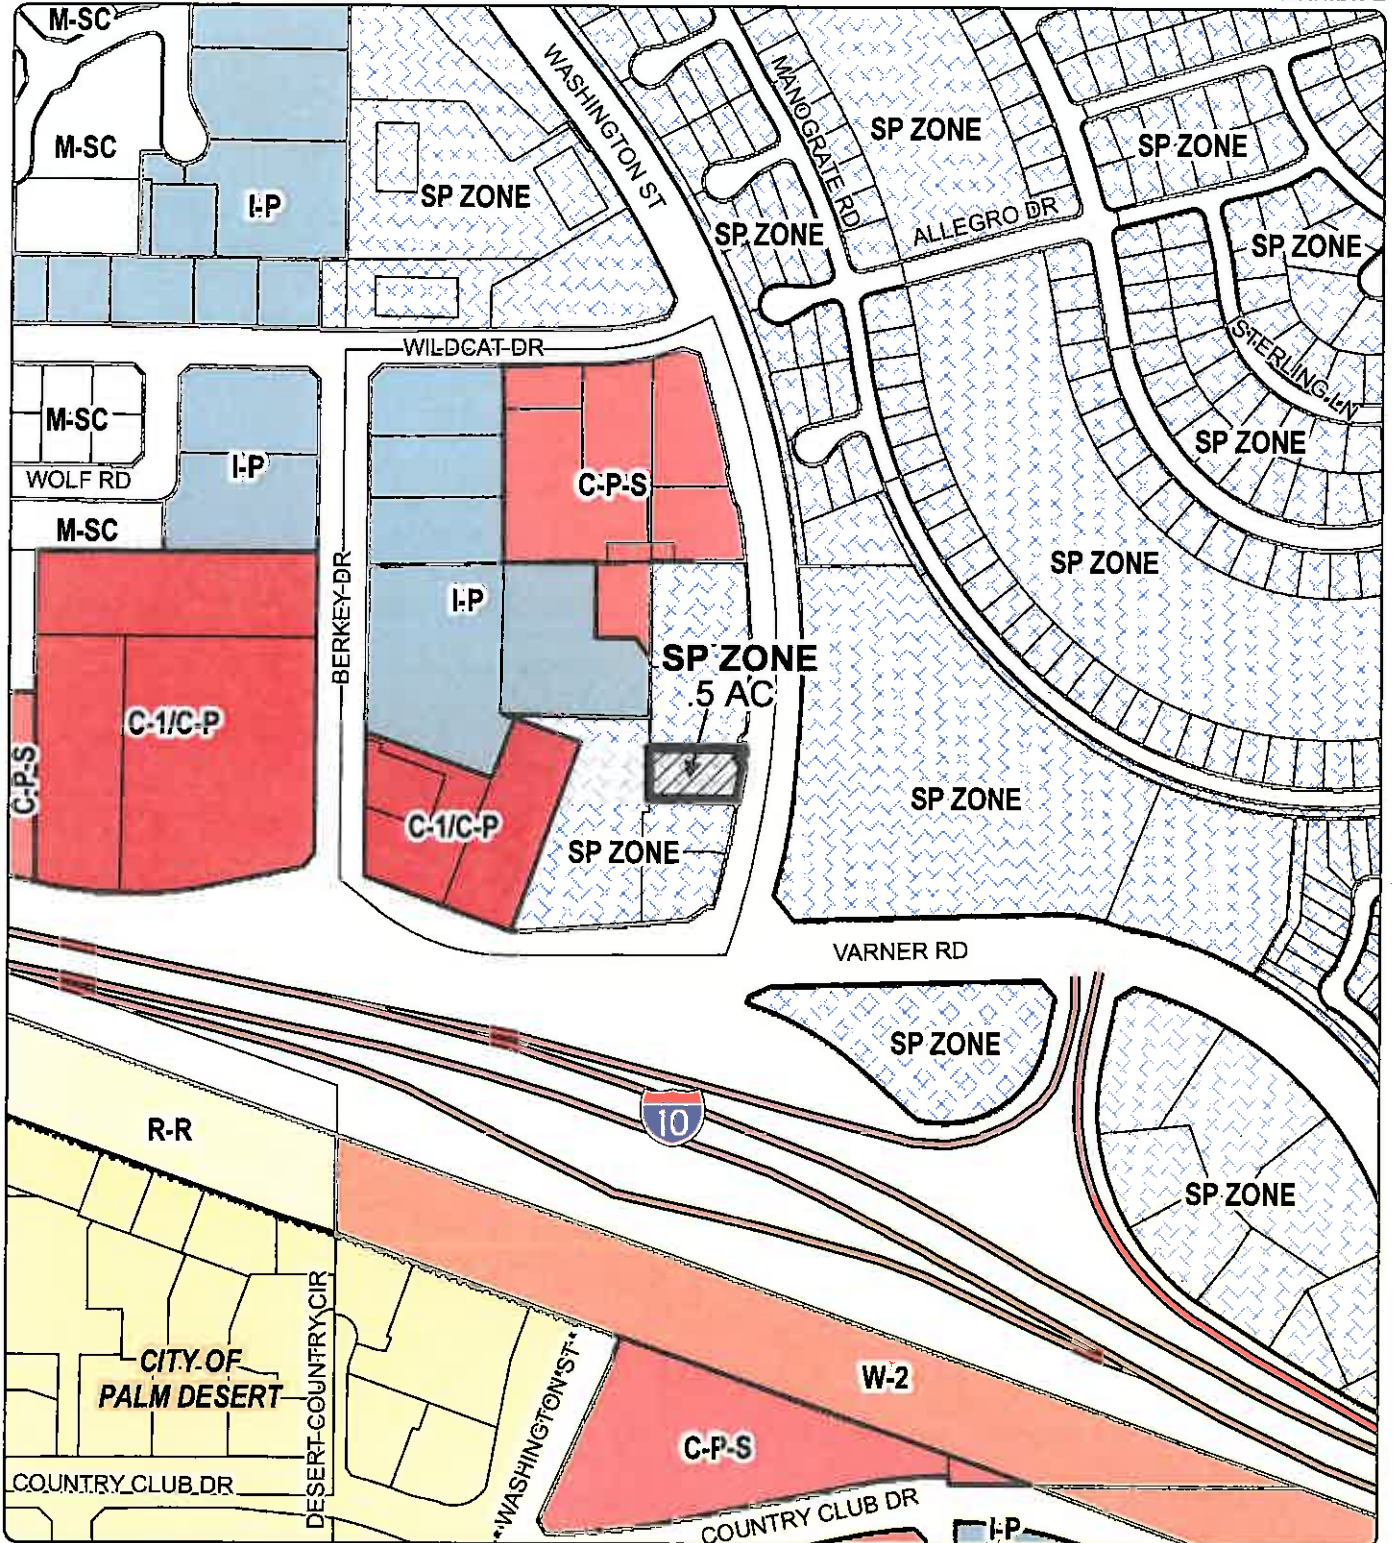 M-SC
WASHINGTON ST
MANOGRATE RD
SP ZONE
SP ZONE
M-SC
I-P
SP ZONE
SP ZONE
ALLEGRO DR
SP ZONE
WILDCAT DR
STERLING LN
M-SC
I-P
WOLF RD
M-SC
C-P-S
SP ZONE
BERKEY DR
I-P
SP ZONE
SP ZONE
.5 AC
C-1/C-P
C-P-S
C-1/C-P
SP ZONE
SP ZONE
VARNER RD
SP ZONE
10
R-R
SP ZONE
CITY OF
PALM DESERT
DESERT COUNTRY CIR
WASHINGTON ST
W-2
C-P-S
COUNTRY CLUB DR
COUNTRY CLUB DR
I-P